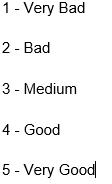 1 - Very Bad
2 - Bad
3 - Medium
4 - Good
5 - Very Good